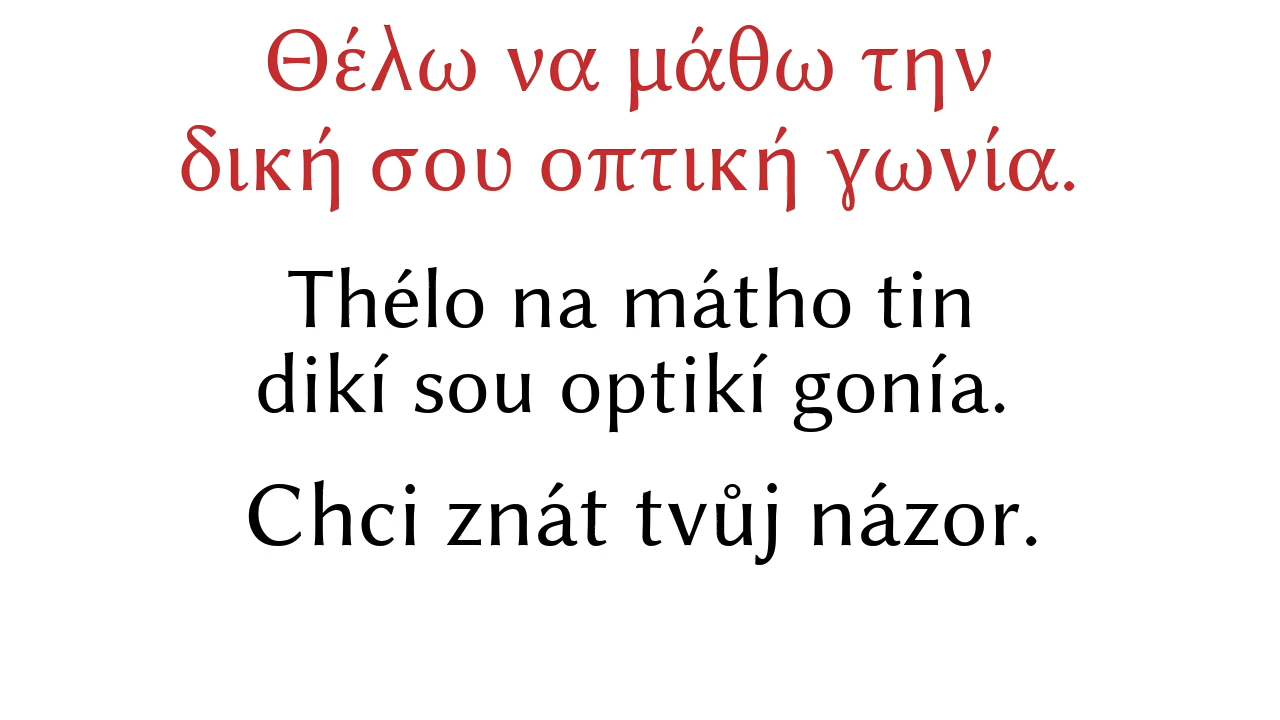 Θέλω να μάθω την
δική σου οπτική γωνία.
Thélo na mátho tin
dikí sou optikí gonía.
Chci znát tvůj názor.